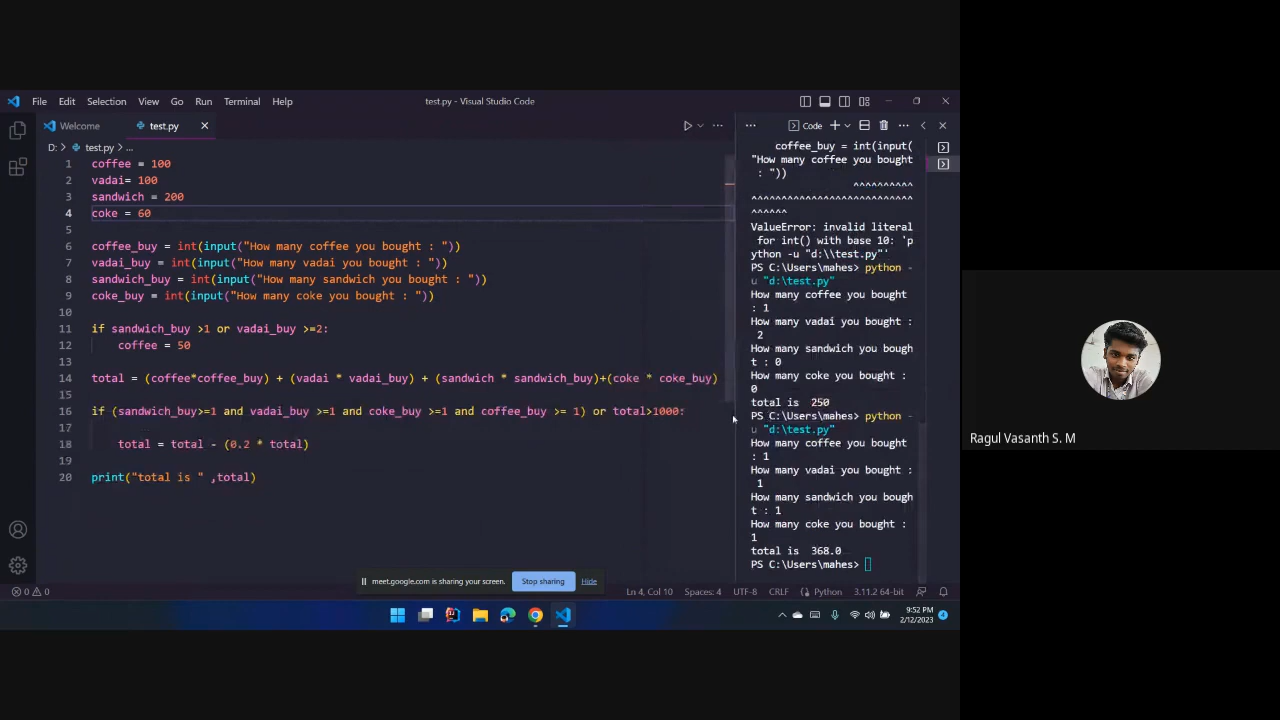 File Edit Selection View Go Run Terminal Help test.py - Visual Studio Code
Welcome test.py
D: > test.py > ...
1 coffee = 100
2 vadai= 100
3 sandwich = 200
4 coke = 60
5
6 coffee_buy = int(input("How many coffee you bought : "))
7 vadai_buy = int(input("How many vadai you bought : "))
8 sandwich_buy = int(input("How many sandwich you bought : "))
9 coke_buy = int(input("How many coke you bought : "))
10
11 if sandwich_buy >1 or vadai_buy >=2:
12 coffee = 50
13
14 total = (coffee*coffee_buy) + (vadai * vadai_buy) + (sandwich * sandwich_buy)+(coke * coke_buy)
15
16 if (sandwich_buy>=1 and vadai_buy >=1 and coke_buy >=1 and coffee_buy >= 1) or total>1000:
17
18 total = total - (0.2 * total)
19
20 print("total is " ,total)
Code
coffee_buy = int(input(
"How many coffee you bought
: "))
^^^^^^^^^^
^^^^^^^^^^^^^^^^^^^^^^^^^^^
^^^^^^
ValueError: invalid literal
for int() with base 10: 'p
ython -u "d:\\test.py"'
PS C:\Users\mahes> python -
u "d:\test.py"
How many coffee you bought
: 1
How many vadai you bought :
2
How many sandwich you bough
t : 0
How many coke you bought :
0
total is 250
PS C:\Users\mahes> python -
u "d:\test.py"
How many coffee you bought
: 1
How many vadai you bought :
1
How many sandwich you bough
t : 1
How many coke you bought :
1
total is 368.0
PS C:\Users\mahes>
Ragul Vasanth S. M
meet.google.com is sharing your screen. Stop sharing Hide
0 0 Ln 4, Col 10 Spaces: 4 UTF-8 CRLF Python 3.11.2 64-bit
9:52 PM
2/12/2023
4